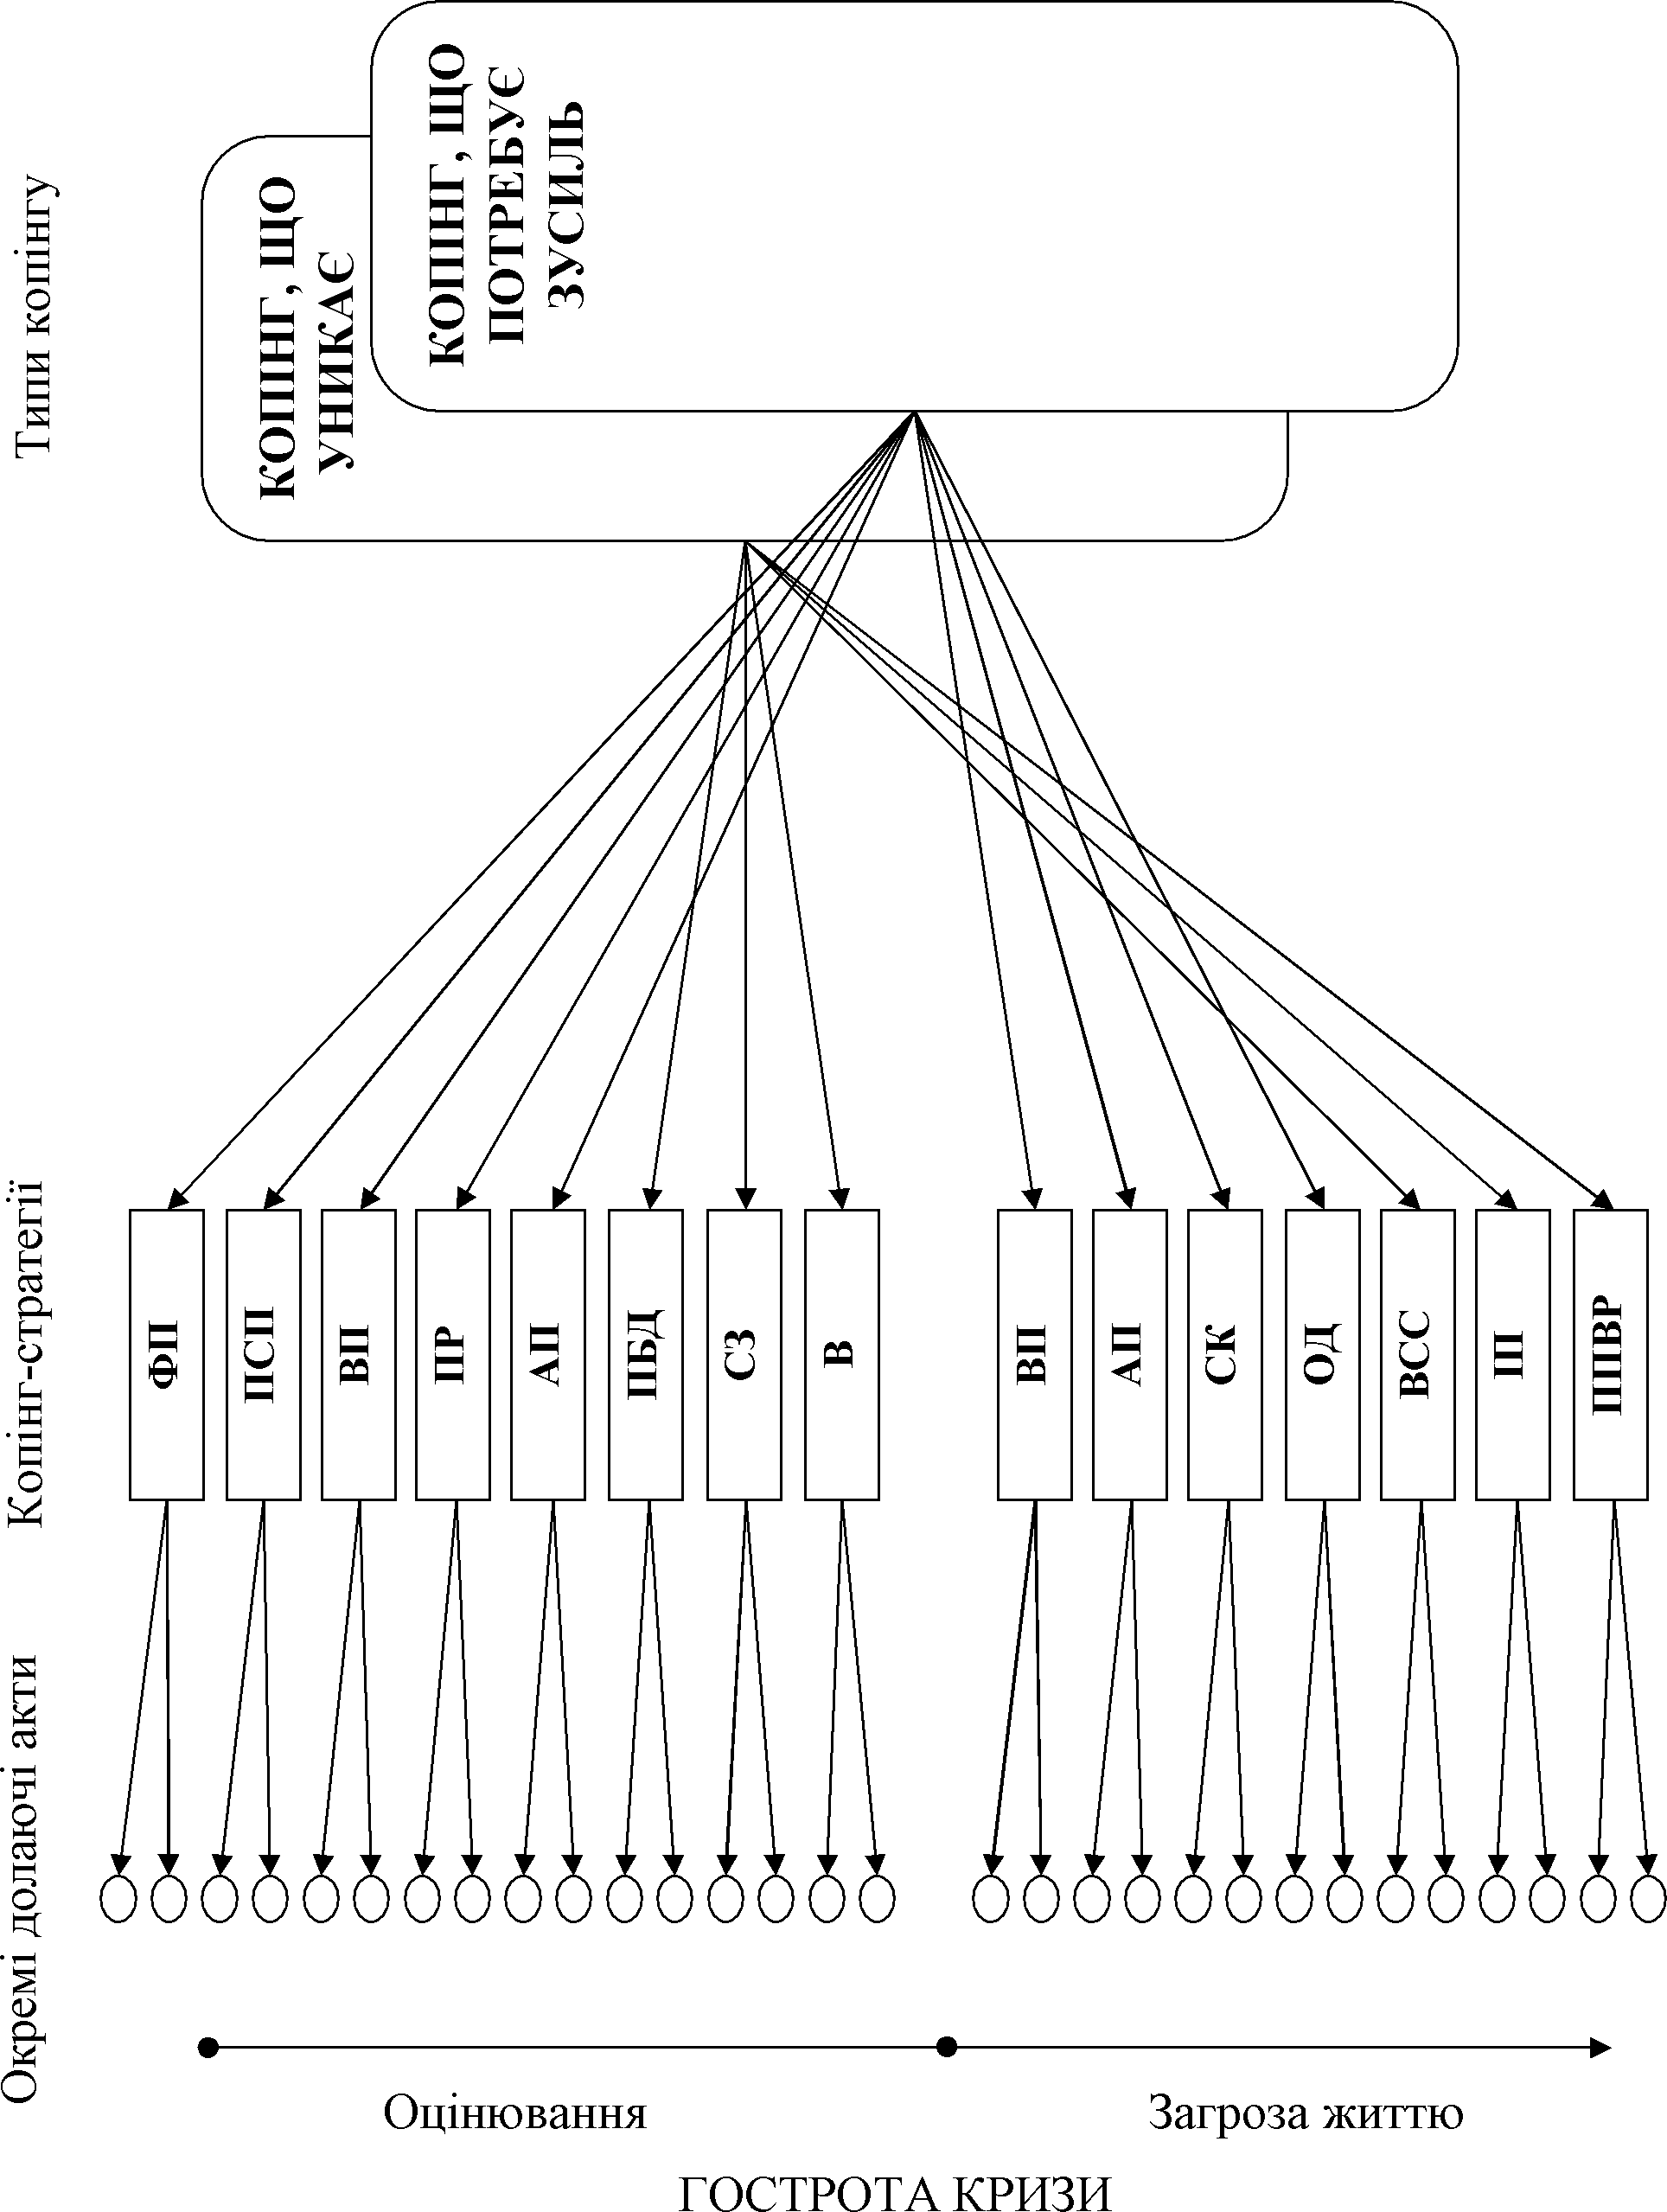 Типи копінгу
КОПІНГ, ЩО
УНИКАЄ
КОПІНГ, ЩО
ПОТРЕБУЄ
ЗУСИЛЬ
Копінг-стратегії
ФП
ПСП
ВП
ПР
АП
ПБД
СЗ
В
ВП
АП
СК
ОД
ВСС
ІП
ППВР
Окремі долаючі акти
Оцінювання
Загроза життю
ГОСТРОТА КРИЗИ